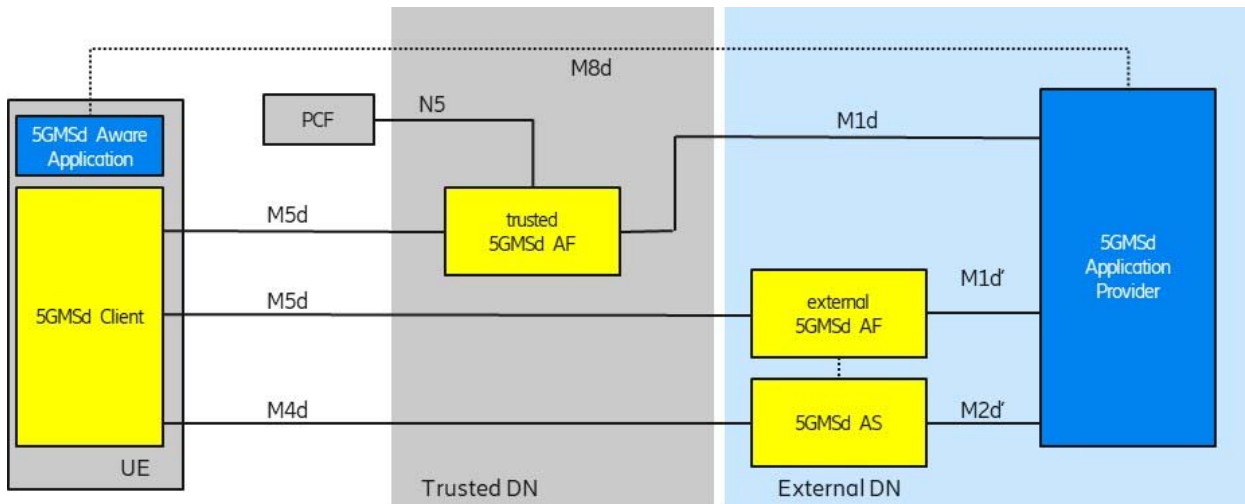 M8d
N5
M1d
PCF
5GMSd Aware
Application
M5d
trusted
5GMSd AF
5GMSd
Application
Provider
M5d
M1d'
external
5GMSd AF
5GMSd Client
M4d
M2d'
5GMSd AS
UE
Trusted DN
External DN